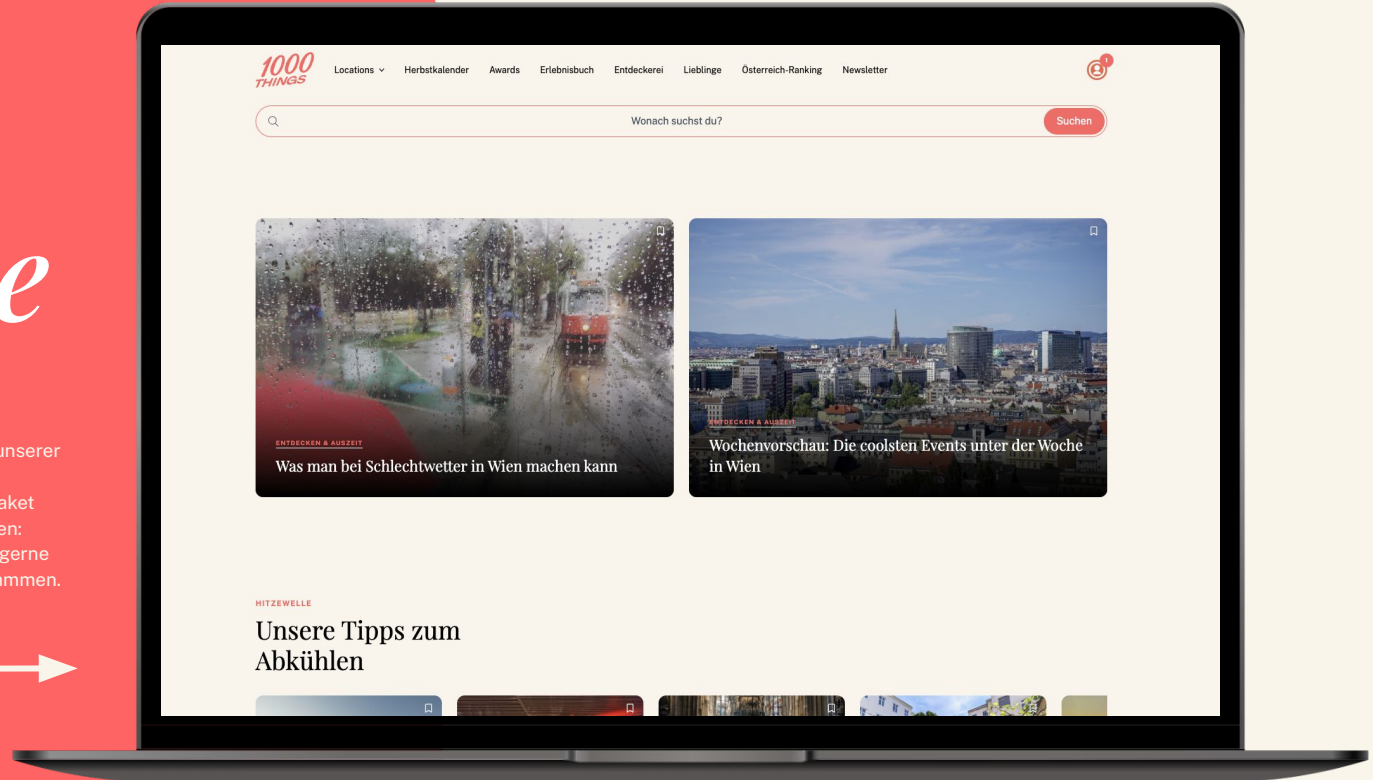 e
unserer
aket
en:
gerne
ammen.
1000
THINGS
Locations
Herbstkalender
Awards
Erlebnisbuch
Entdeckerei
Lieblinge
Österreich-Ranking
Newsletter
1
Wonach suchst du?
Suchen
ENTDECKEN & AUSZEIT
Was man bei Schlechtwetter in Wien machen kann
ENTDECKEN & AUSZEIT
Wochenvorschau: Die coolsten Events unter der Woche
in Wien
HITZEWELLE
Unsere Tipps zum
Abkühlen